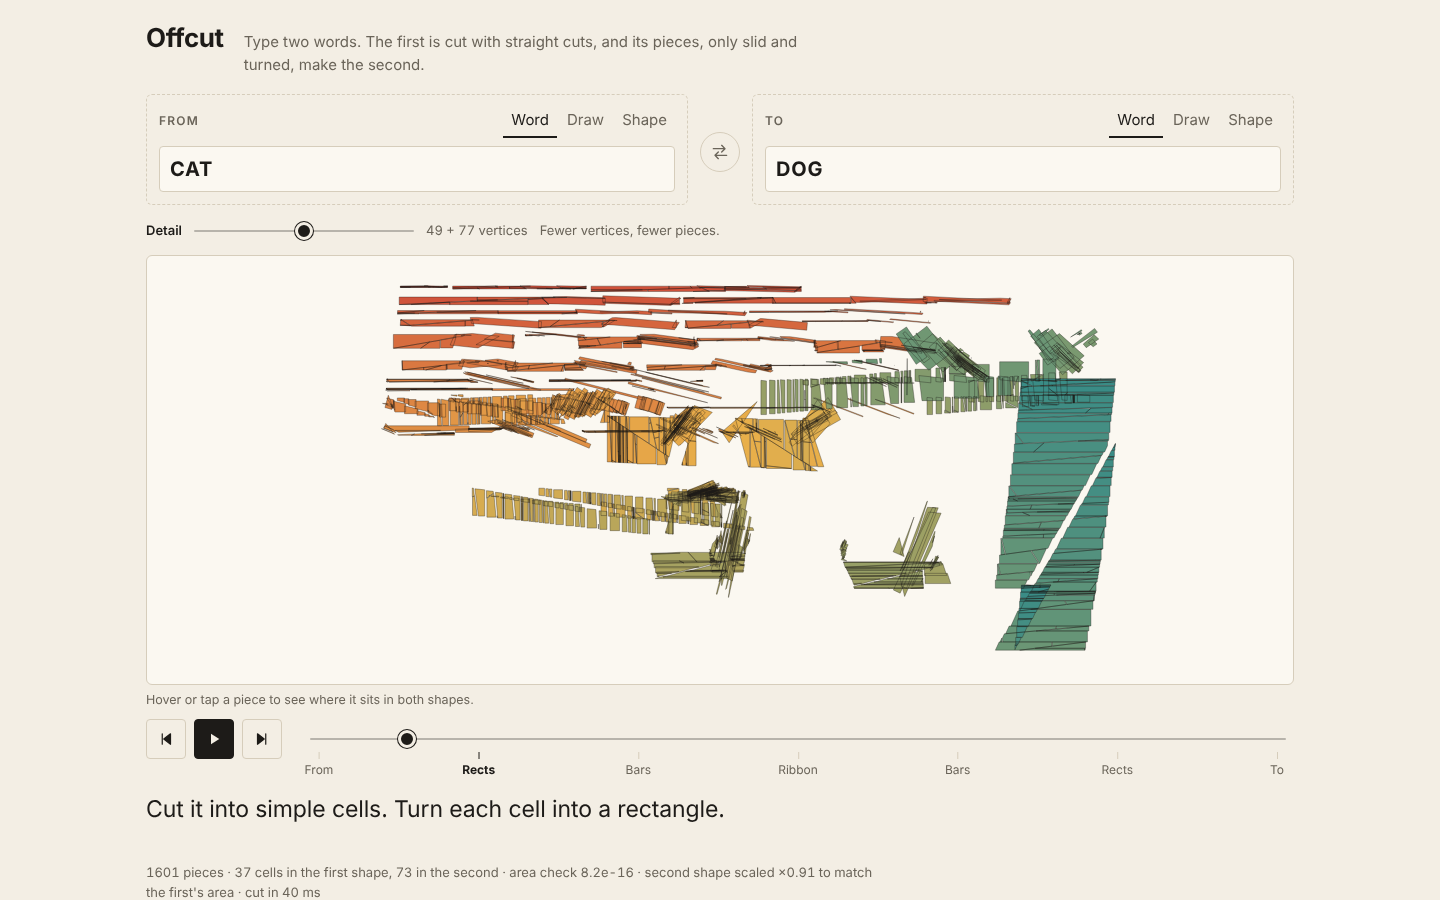 Offcut
Type two words. The first is cut with straight cuts, and its pieces, only slid and
turned, make the second.
FROM
Word Draw Shape
CAT
TO
Word Draw Shape
DOG
Detail
49 + 77 vertices Fewer vertices, fewer pieces.
Hover or tap a piece to see where it sits in both shapes.
From Rects Bars Ribbon Bars Rects To
Cut it into simple cells. Turn each cell into a rectangle.
1601 pieces · 37 cells in the first shape, 73 in the second · area check 8.2e-16 · second shape scaled ×0.91 to match
the first's area · cut in 40 ms